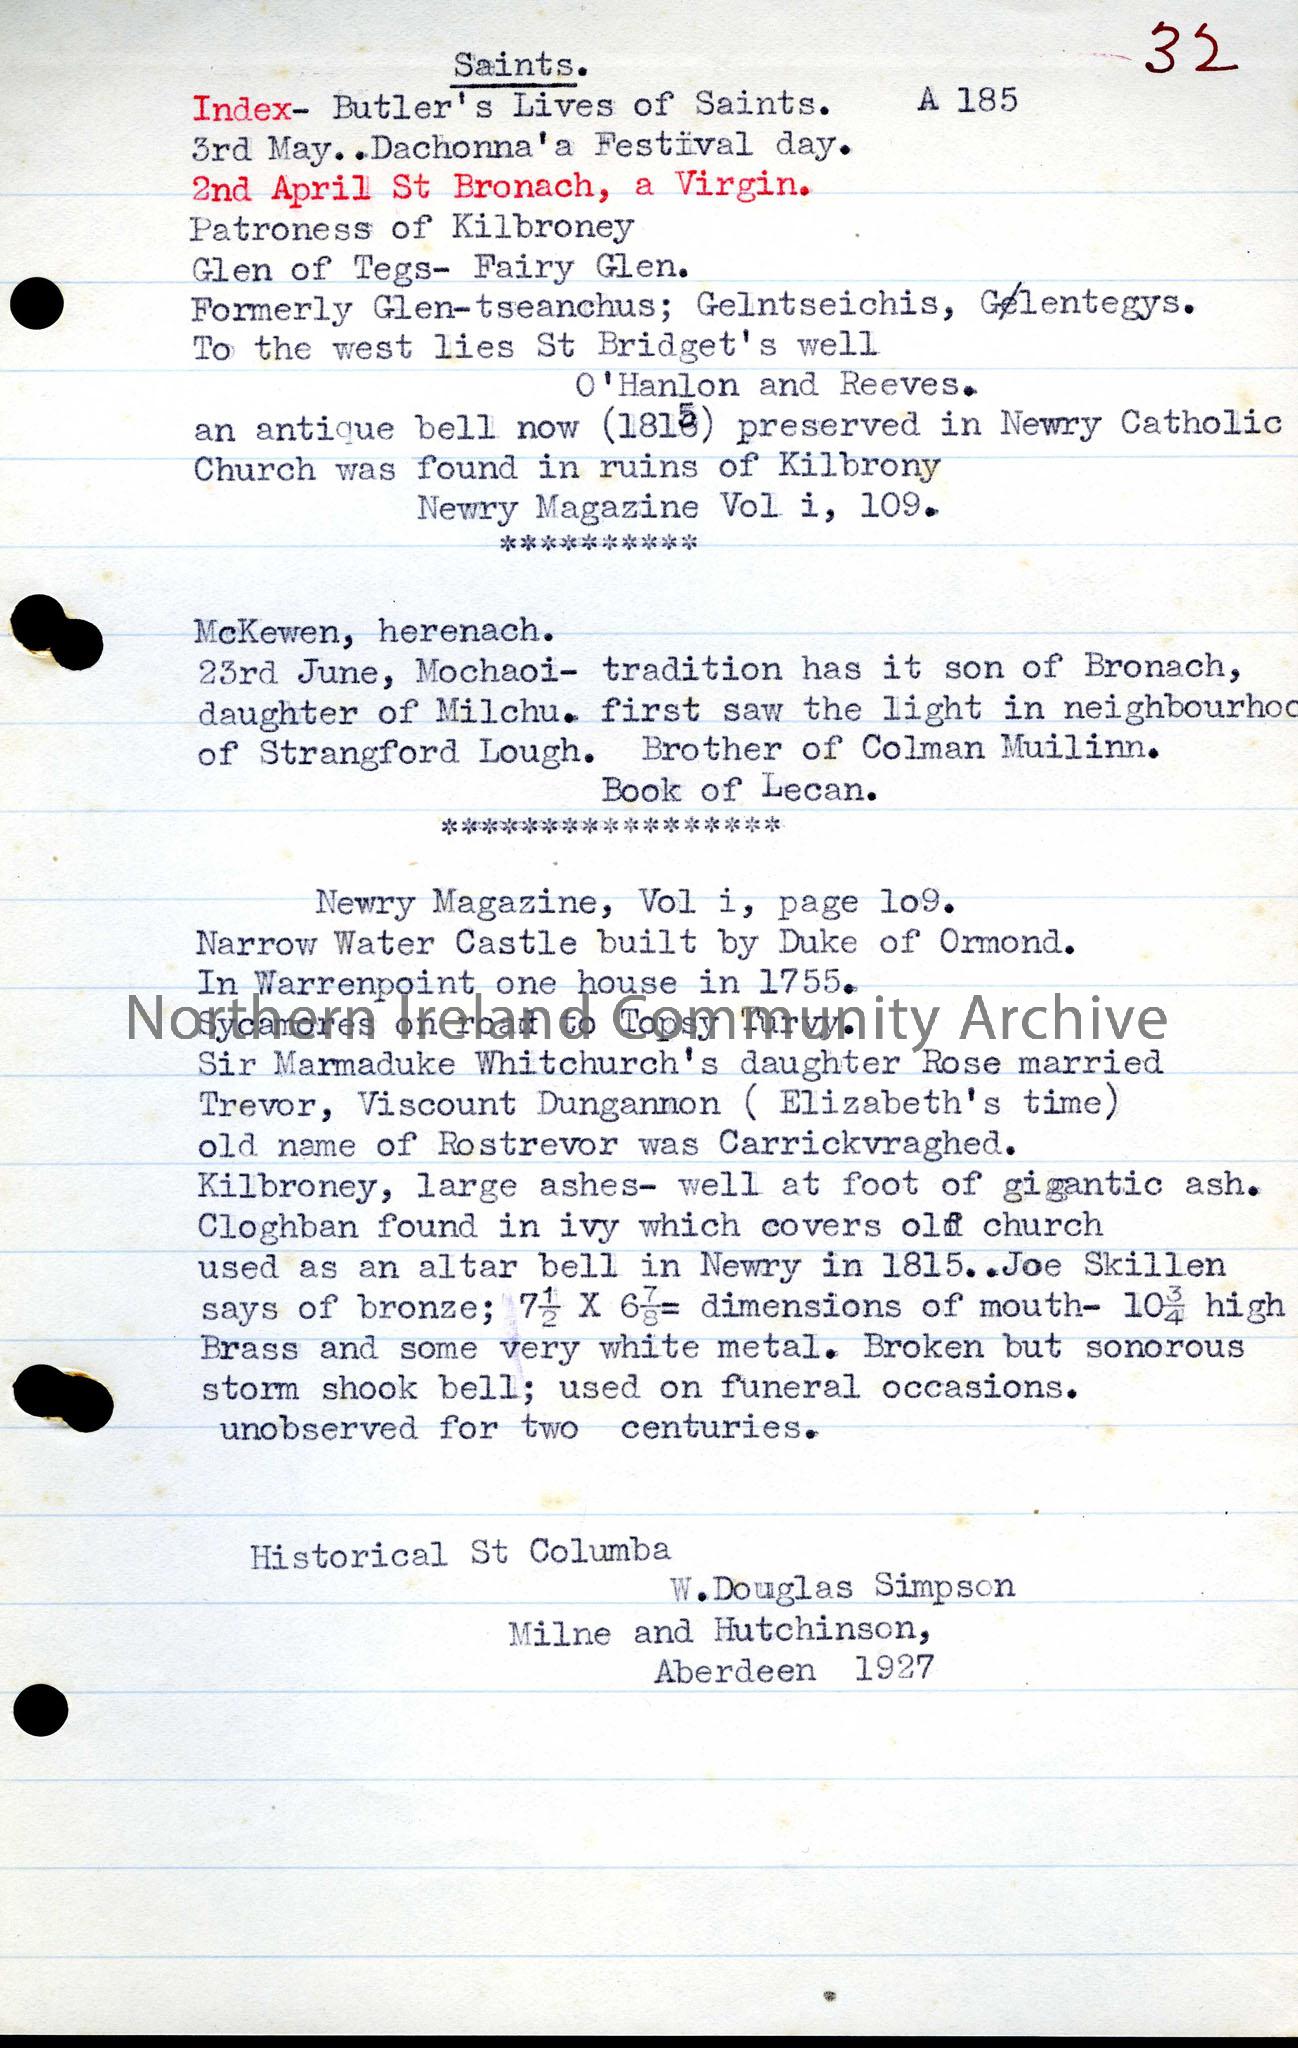 32
Saints.
Index- Butler's Lives of Saints. A 185
3rd May...Dachonna'a Festival day.
2nd April St Bronach, a Virgin.
Patroness of Kilbroney
Glen of Tegs- Fairy Glen.
Formerly Glen-tseanchus; Gelntseichis, Glentegys.
To the west lies St Bridget's well
O'Hanlon and Reeves.
an antique bell now (1815) preserved in Newry Catholic
Church was found in ruins of Kilbrony
Newry Magazine Vol i, 109.
**********
McKewen, herenach.
23rd June, Mochaoi- tradition has it son of Bronach,
daughter of Milchu. first saw the light in neighbourhoo
of Strangford Lough. Brother of Colman Muilinn.
Book of Lecan.
*****************
Newry Magazine, Vol i, page lo9.
Narrow Water Castle built by Duke of Ormond.
In Warrenpoint one house in 1755.
Northern Ireland Community Archive
Sycamores on road to Topsy Turvy.
Sir Marmaduke Whitchurch's daughter Rose married
Trevor, Viscount Dungannon ( Elizabeth's time)
old name of Rostrevor was Carrickvraghed.
Kilbroney, large ashes- well at foot of gigantic ash.
Cloghban found in ivy which covers old church
used as an altar bell in Newry in 1815..Joe Skillen
says of bronze; 7½ X 6⅞= dimensions of mouth- 10¾ high
Brass and some very white metal. Broken but sonorous
storm shook bell; used on funeral occasions.
unobserved for two centuries.
Historical St Columba
W.Douglas Simpson
Milne and Hutchinson,
Aberdeen 1927